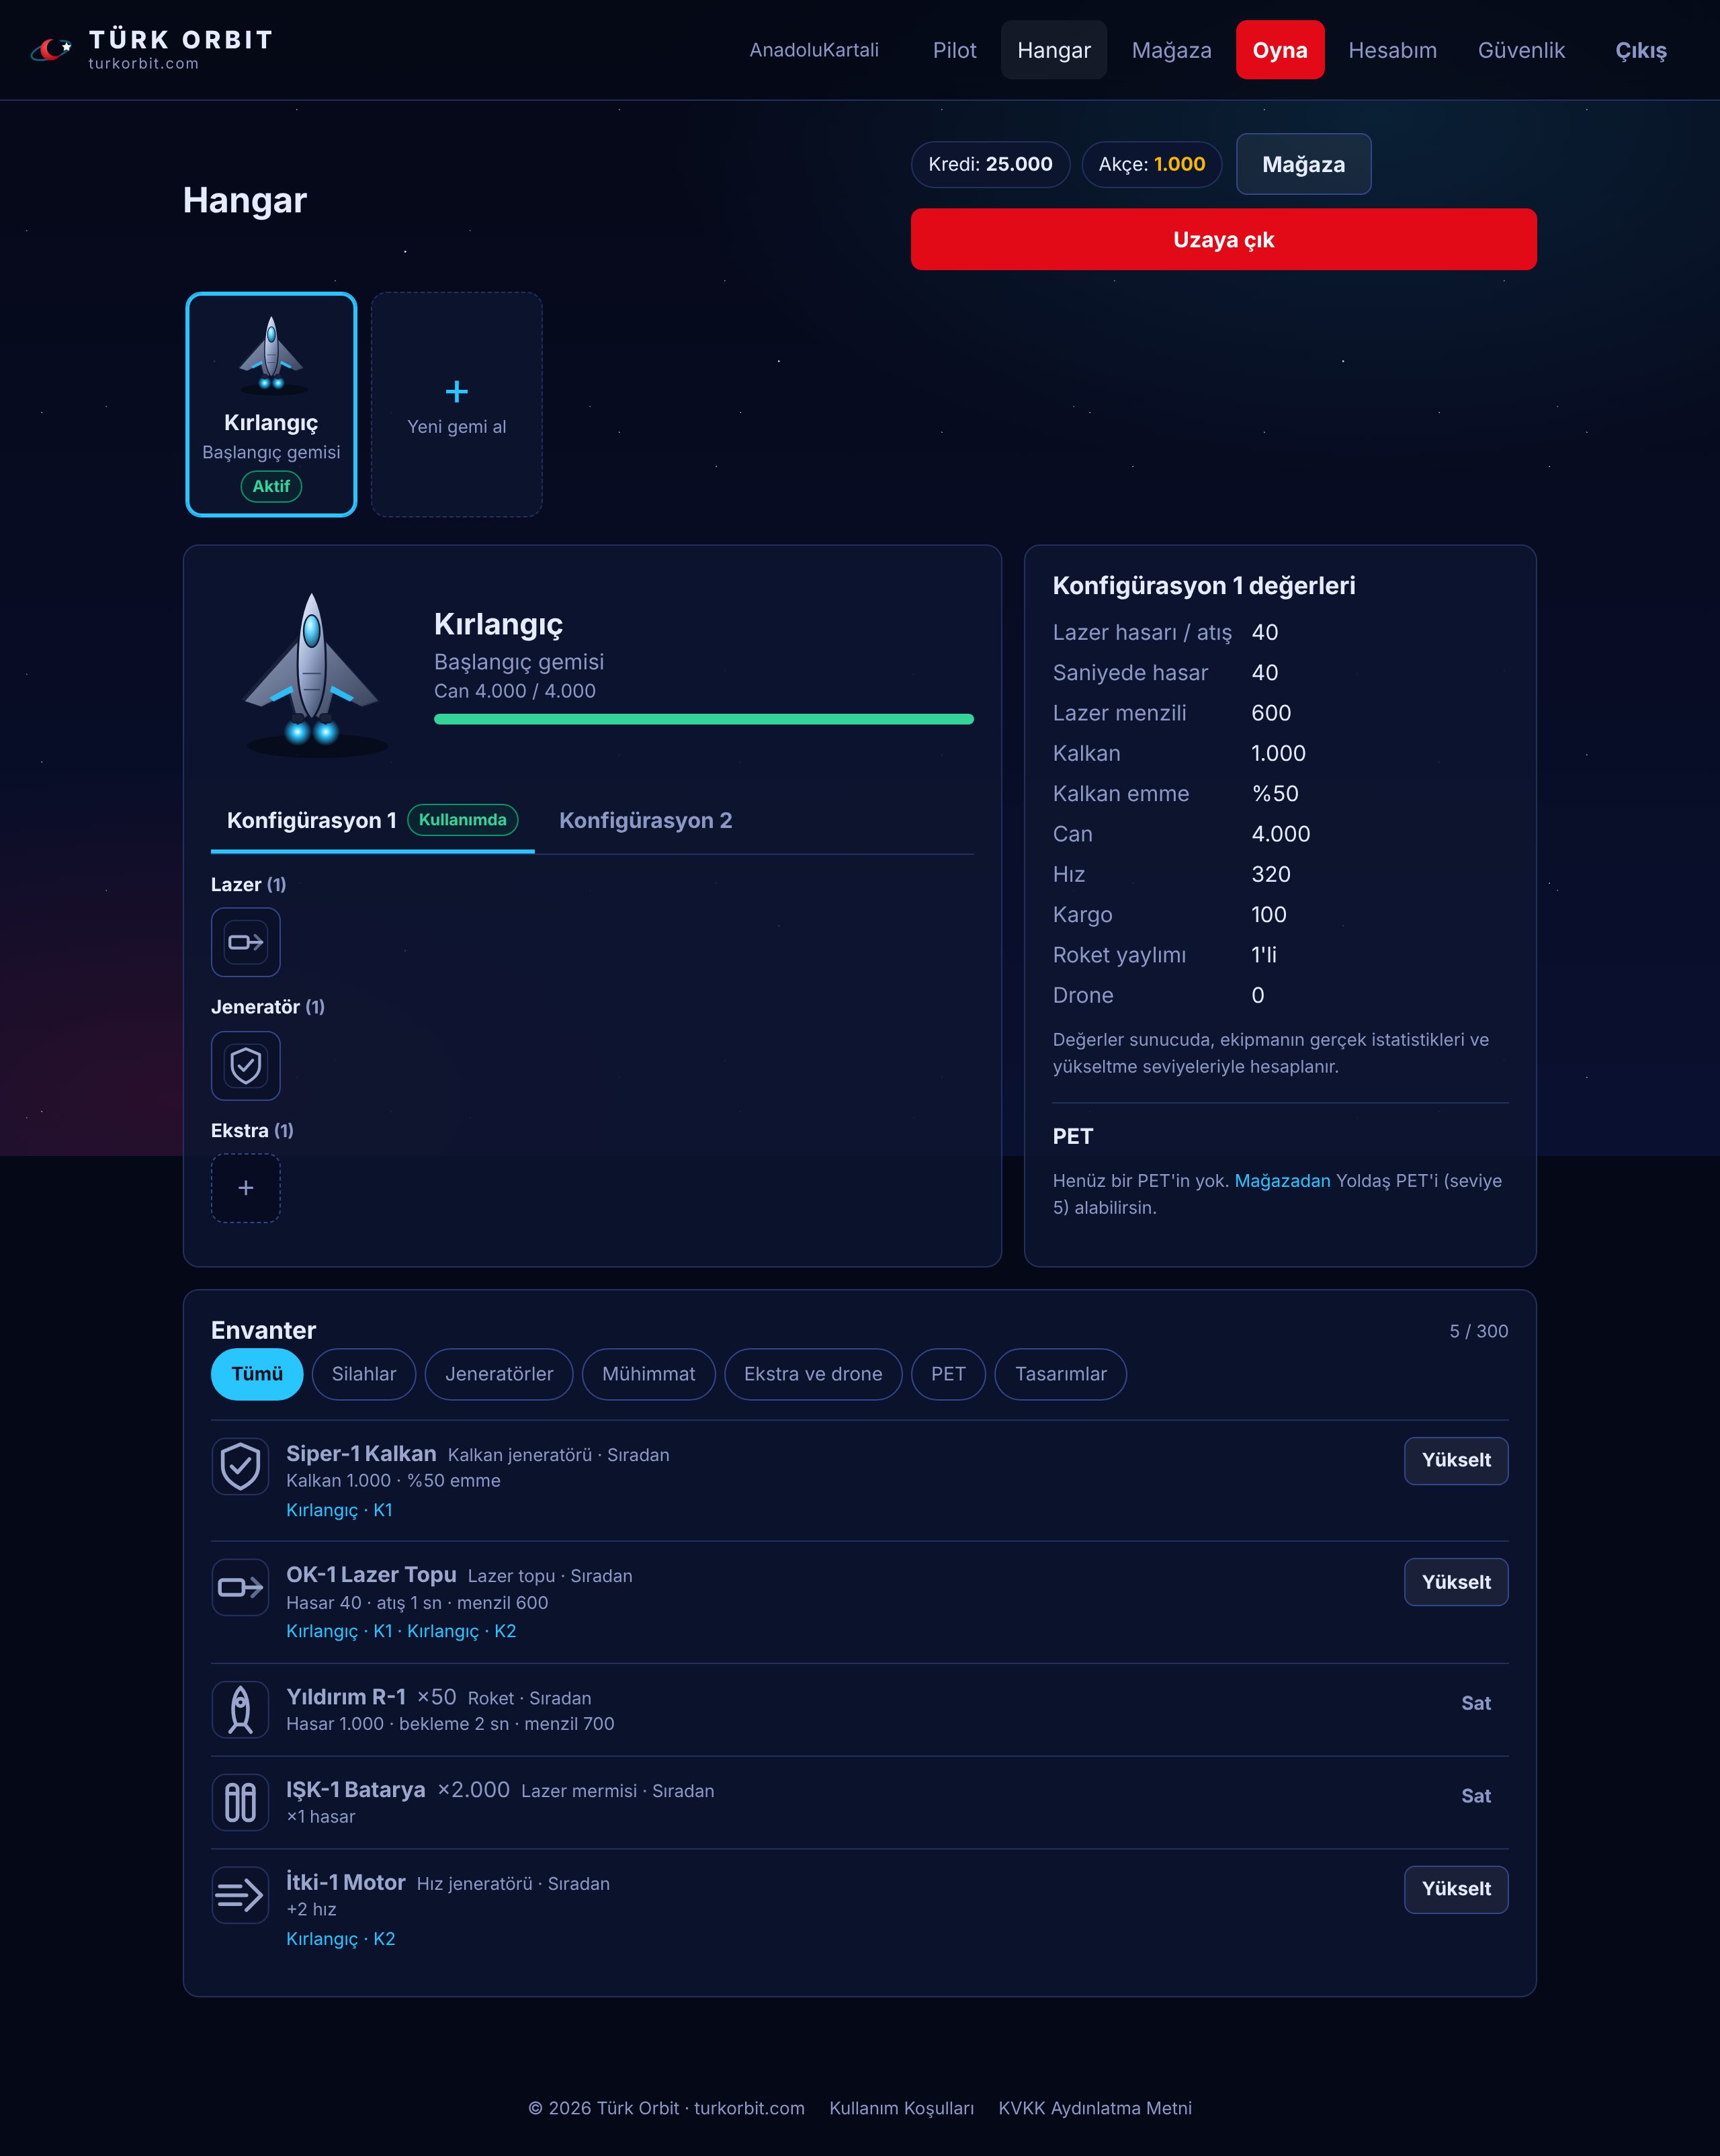 TÜRK ORBIT
turkorbit.com
AnadoluKartali
Pilot
Hangar
Mağaza
Oyna
Hesabım
Güvenlik
Çıkış
Hangar
Kredi: 25.000
Akçe: 1.000
Mağaza
Uzaya çık
Kırlangıç
Başlangıç gemisi
Aktif
+
Yeni gemi al
Kırlangıç
Başlangıç gemisi
Can 4.000 / 4.000
Konfigürasyon 1 Kullanımda
Konfigürasyon 2
Lazer (1)
Jeneratör (1)
Ekstra (1)
+
Konfigürasyon 1 değerleri
Lazer hasarı / atış 40
Saniyede hasar 40
Lazer menzili 600
Kalkan 1.000
Kalkan emme %50
Can 4.000
Hız 320
Kargo 100
Roket yaylımı 1'li
Drone 0
Değerler sunucuda, ekipmanın gerçek istatistikleri ve
yükseltme seviyeleriyle hesaplanır.
PET
Henüz bir PET'in yok. Mağazadan Yoldaş PET'i (seviye
5) alabilirsin.
Envanter
5 / 300
Tümü
Silahlar
Jeneratörler
Mühimmat
Ekstra ve drone
PET
Tasarımlar
Siper-1 Kalkan Kalkan jeneratörü · Sıradan
Kalkan 1.000 · %50 emme
Kırlangıç · K1
Yükselt
OK-1 Lazer Topu Lazer topu · Sıradan
Hasar 40 · atış 1 sn · menzil 600
Kırlangıç · K1 · Kırlangıç · K2
Yükselt
Yıldırım R-1 ×50 Roket · Sıradan
Hasar 1.000 · bekleme 2 sn · menzil 700
Sat
IŞK-1 Batarya ×2.000 Lazer mermisi · Sıradan
×1 hasar
Sat
İtki-1 Motor Hız jeneratörü · Sıradan
+2 hız
Kırlangıç · K2
Yükselt
© 2026 Türk Orbit · turkorbit.com
Kullanım Koşulları
KVKK Aydınlatma Metni